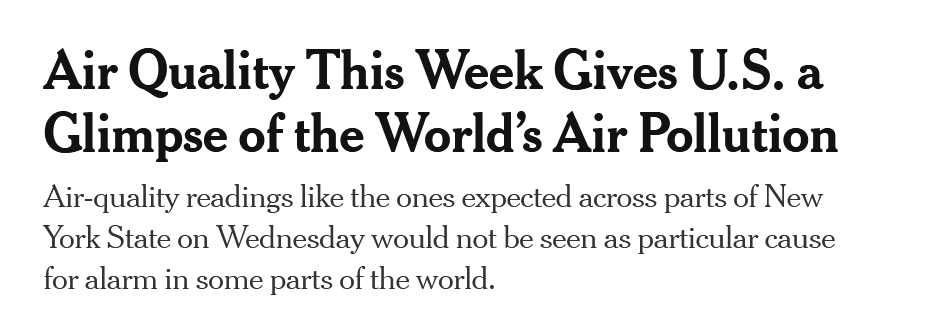 Air Quality This Week Gives U.S. a
Glimpse of the World’s Air Pollution
Air-quality readings like the ones expected across parts of New
York State on Wednesday would not be seen as particular cause
for alarm in some parts of the world.